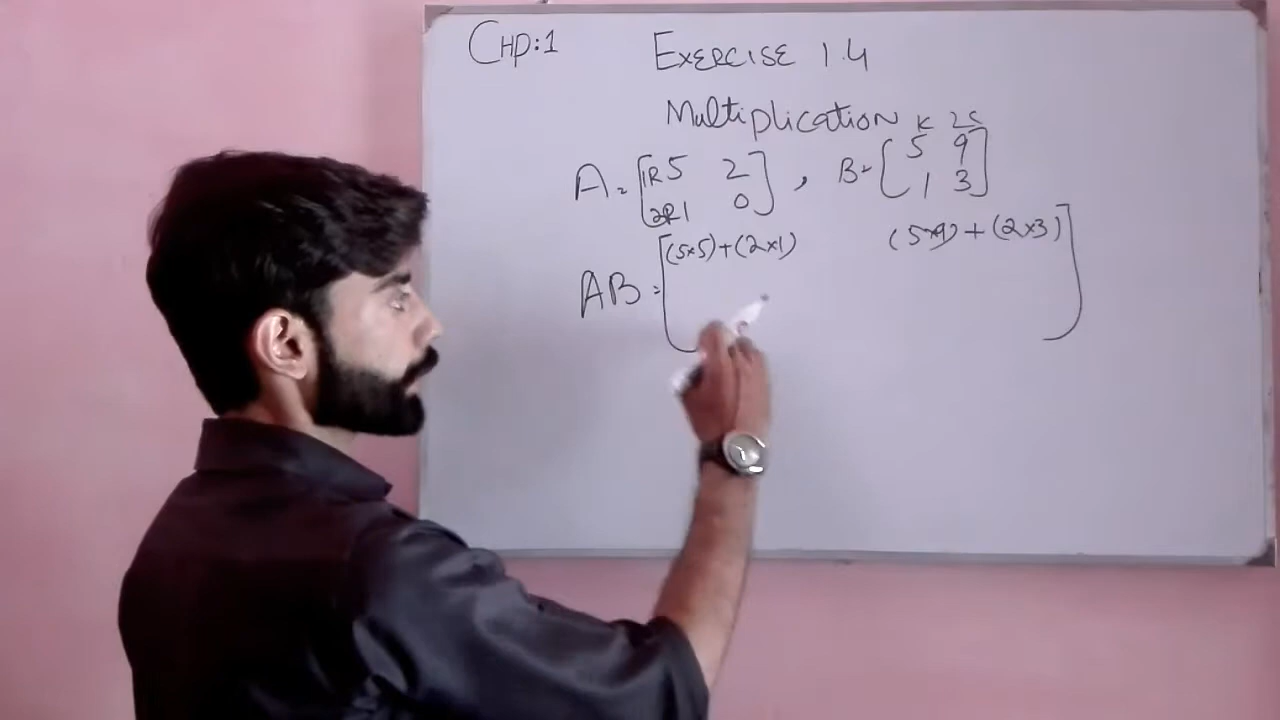 CHP:1 EXERCISE 1.4
Multiplication
1C 2C
A = [1R 5 2 , B = [5 9
2R 1 0] 1 3]
[(5×5)+(2×1) (5×9)+(2×3)]
AB =